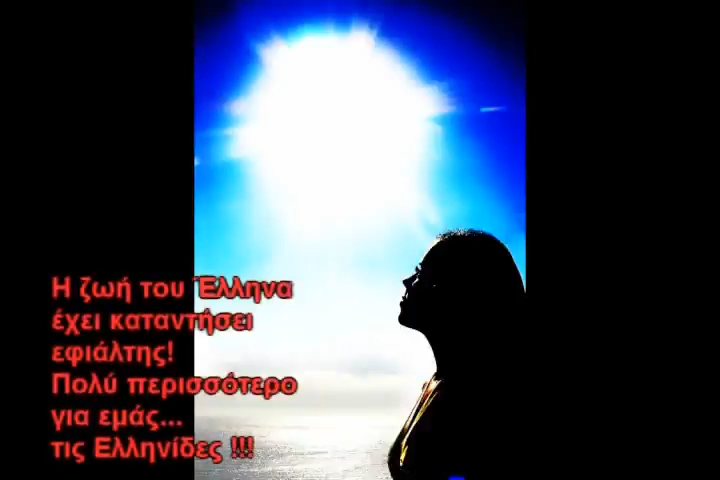 Η ζωή του Έλληνα
έχει καταντήσει
εφιάλτης!
Πολύ περισσότερο
για εμάς...
τις Ελληνίδες !!!